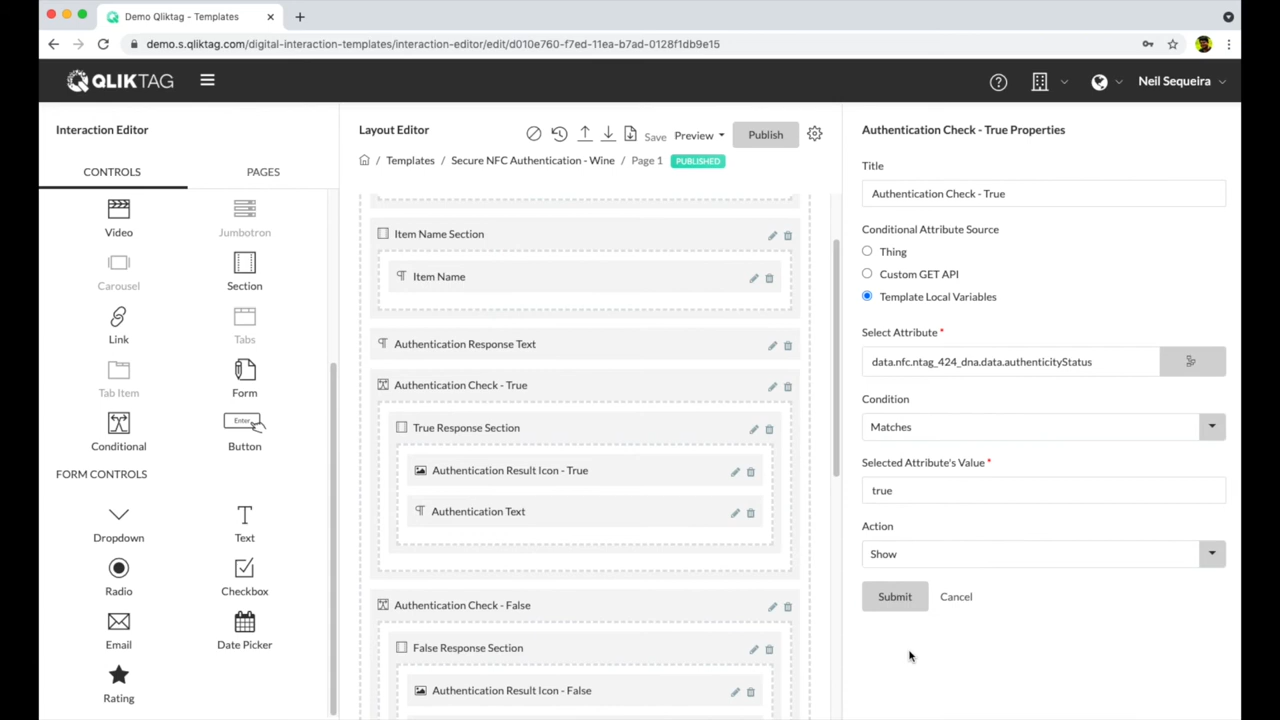 Demo Qliktag - Templates
demo.s.qliktag.com/digital-interaction-templates/interaction-editor/edit/d010e760-f7ed-11ea-b7ad-0128f1db9e15
QLIKTAG
Neil Sequeira
Interaction Editor
CONTROLS PAGES
Video Jumbotron
Carousel Section
Link Tabs
Tab Item Form
Enter
Conditional Button
FORM CONTROLS
Dropdown Text
Radio Checkbox
Email Date Picker
Rating
Layout Editor
Save Preview Publish
/ Templates / Secure NFC Authentication - Wine / Page 1 PUBLISHED
Item Name Section
Item Name
Authentication Response Text
Authentication Check - True
True Response Section
Authentication Result Icon - True
Authentication Text
Authentication Check - False
False Response Section
Authentication Result Icon - False
Authentication Check - True Properties
Title
Authentication Check - True
Conditional Attribute Source
Thing
Custom GET API
Template Local Variables
Select Attribute *
data.nfc.ntag_424_dna.data.authenticityStatus
Condition
Matches
Selected Attribute's Value *
true
Action
Show
Submit Cancel